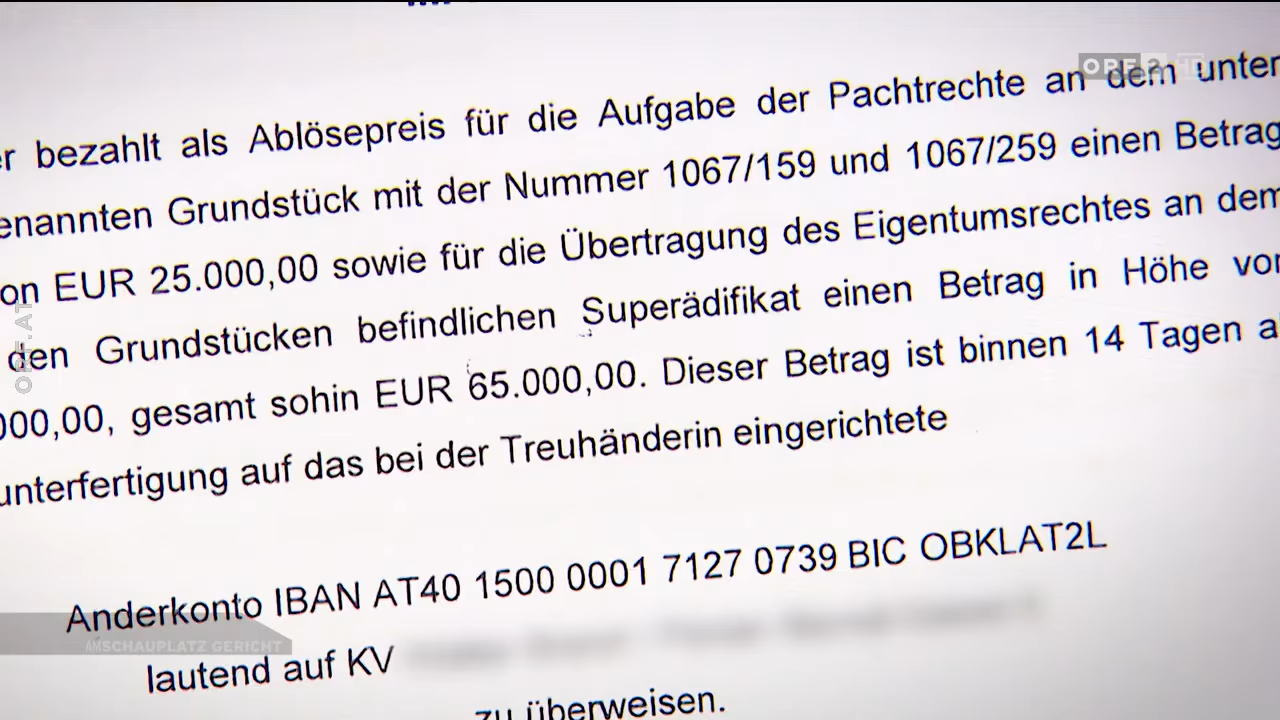 ORF 2 HD
er bezahlt als Ablösepreis für die Aufgabe der Pachtrechte an dem unter
enannten Grundstück mit der Nummer 1067/159 und 1067/259 einen Betrag
on EUR 25.000,00 sowie für die Übertragung des Eigentumsrechtes an dem
den Grundstücken befindlichen Superädifikat einen Betrag in Höhe vor
000,00, gesamt sohin EUR 65.000,00. Dieser Betrag ist binnen 14 Tagen a
unterfertigung auf das bei der Treuhänderin eingerichtete
Anderkonto IBAN AT40 1500 0001 7127 0739 BIC OBKLAT2L
lautend auf KV
zu überweisen.
ORF.AT
AMSCHAUPLATZ GERICHT